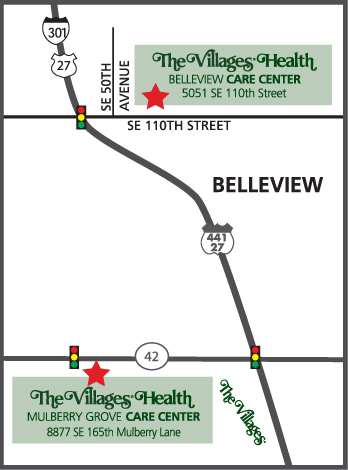 301
27
SE 50TH
AVENUE
The Villages Health
BELLEVIEW CARE CENTER
5051 SE 110th Street
SE 110TH STREET
BELLEVIEW
441
27
42
The Villages Health
MULBERRY GROVE CARE CENTER
8877 SE 165th Mulberry Lane
The Villages